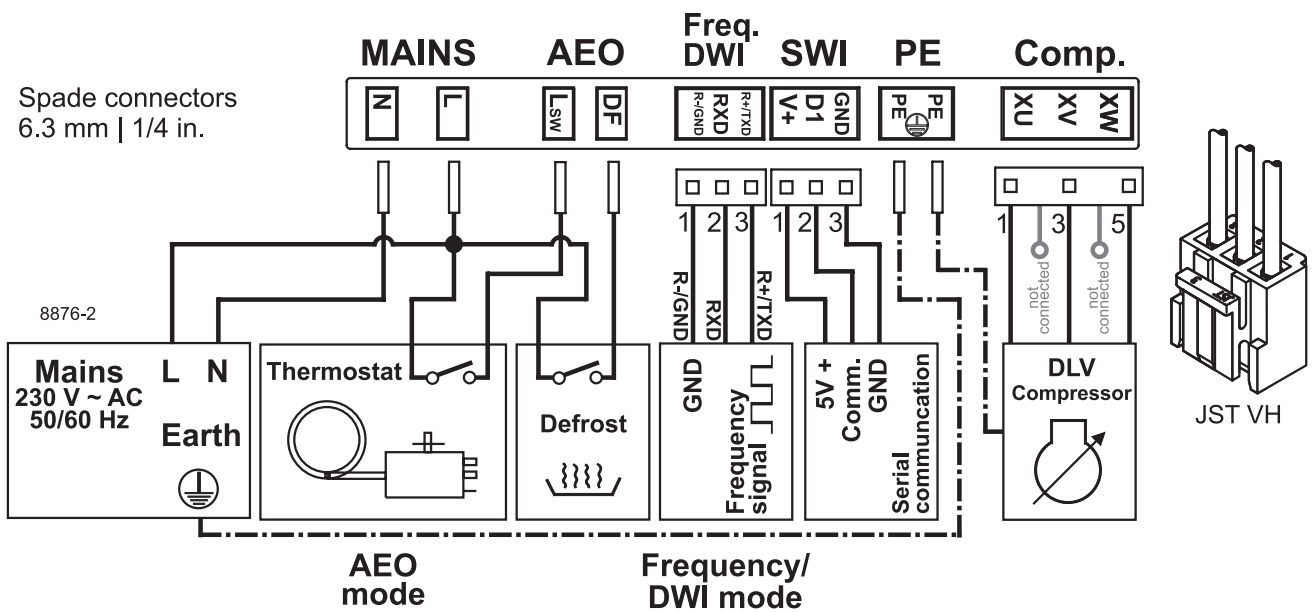 MAINS AEO Freq. DWI SWI PE Comp.
Spade connectors
6.3 mm | 1/4 in.
N L Lsw DF R-/GND RXD R+/TXD V+ D1 GND PE PE XU XV XW
1 2 3 1 2 3 1 3 5
not connected not connected
R-/GND RXD R+/TXD
8876-2
Mains L N
230 V ~ AC
50/60 Hz
Earth
Thermostat
Defrost
GND
Frequency
signal
5V +
Comm.
GND
Serial
communcation
DLV
Compressor
JST VH
AEO
mode
Frequency/
DWI mode